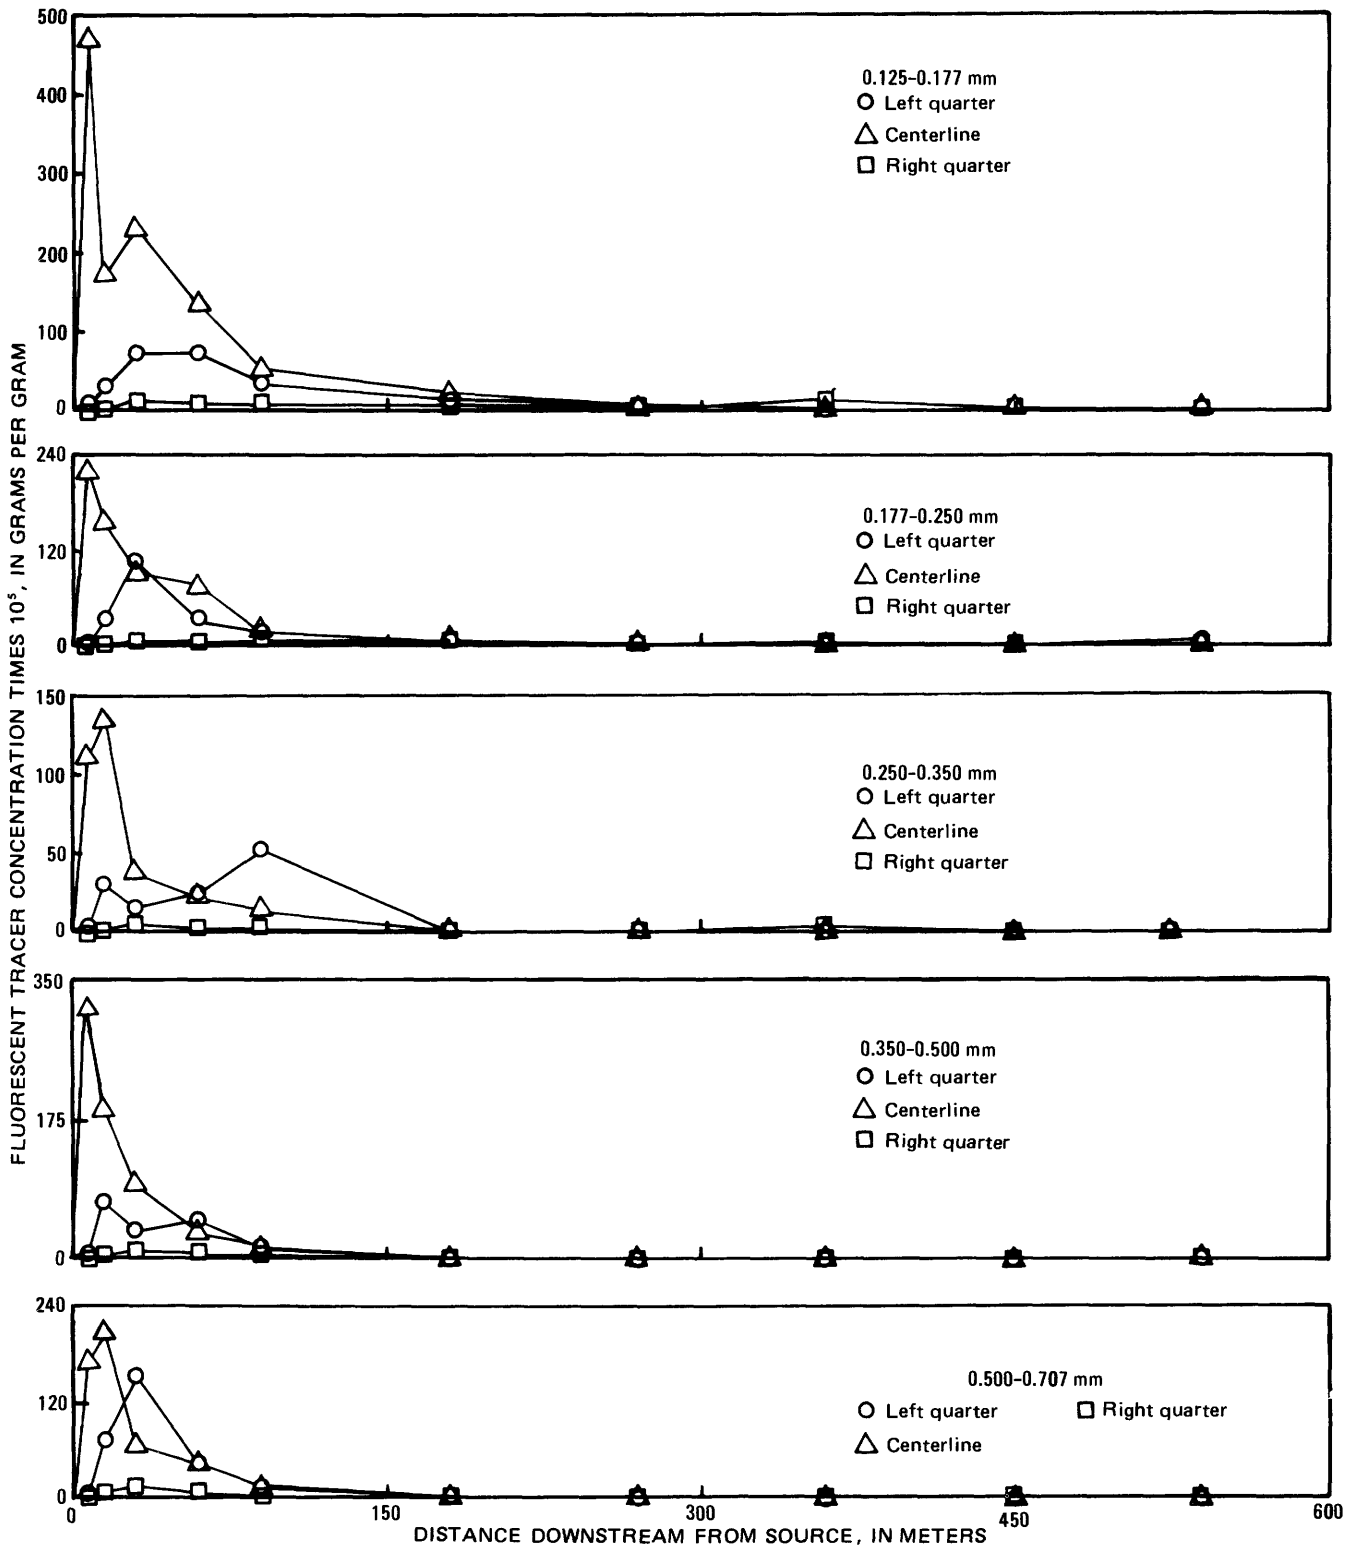 FLUORESCENT TRACER CONCENTRATION TIMES 10⁵, IN GRAMS PER GRAM
500
400
300
200
100
0
0.125-0.177 mm
Left quarter
Centerline
Right quarter
240
120
0
0.177-0.250 mm
Left quarter
Centerline
Right quarter
150
100
50
0
0.250-0.350 mm
Left quarter
Centerline
Right quarter
350
175
0
0.350-0.500 mm
Left quarter
Centerline
Right quarter
240
120
0
0.500-0.707 mm
Left quarter Right quarter
Centerline
0 150 300 450 600
DISTANCE DOWNSTREAM FROM SOURCE, IN METERS